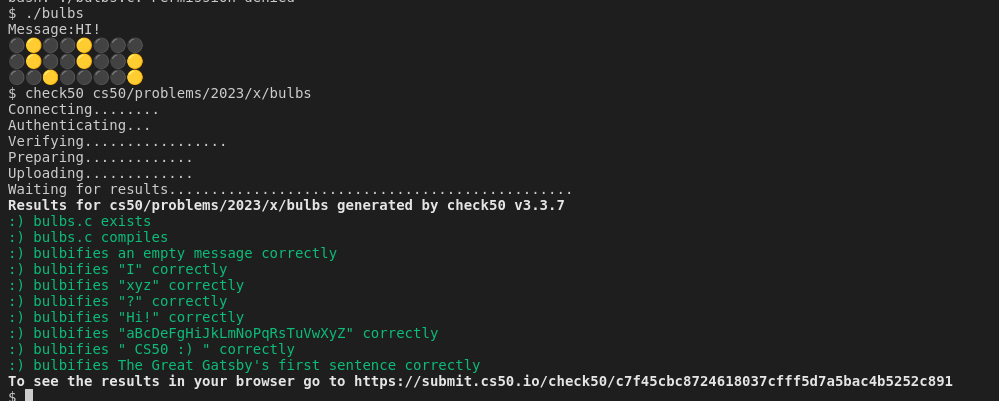 bash: ./bulbs.c: Permission denied
$ ./bulbs
Message:HI!
⚫🟡⚫⚫🟡⚫⚫⚫
⚫🟡⚫⚫🟡⚫⚫🟡
⚫⚫🟡⚫⚫⚫⚫🟡
$ check50 cs50/problems/2023/x/bulbs
Connecting........
Authenticating...
Verifying.................
Preparing.............
Uploading.............
Waiting for results................................................
Results for cs50/problems/2023/x/bulbs generated by check50 v3.3.7
:) bulbs.c exists
:) bulbs.c compiles
:) bulbifies an empty message correctly
:) bulbifies "I" correctly
:) bulbifies "xyz" correctly
:) bulbifies "?" correctly
:) bulbifies "Hi!" correctly
:) bulbifies "aBcDeFgHiJkLmNoPqRsTuVwXyZ" correctly
:) bulbifies " CS50 :) " correctly
:) bulbifies The Great Gatsby's first sentence correctly
To see the results in your browser go to https://submit.cs50.io/check50/c7f45cbc8724618037cfff5d7a5bac4b5252c891
$